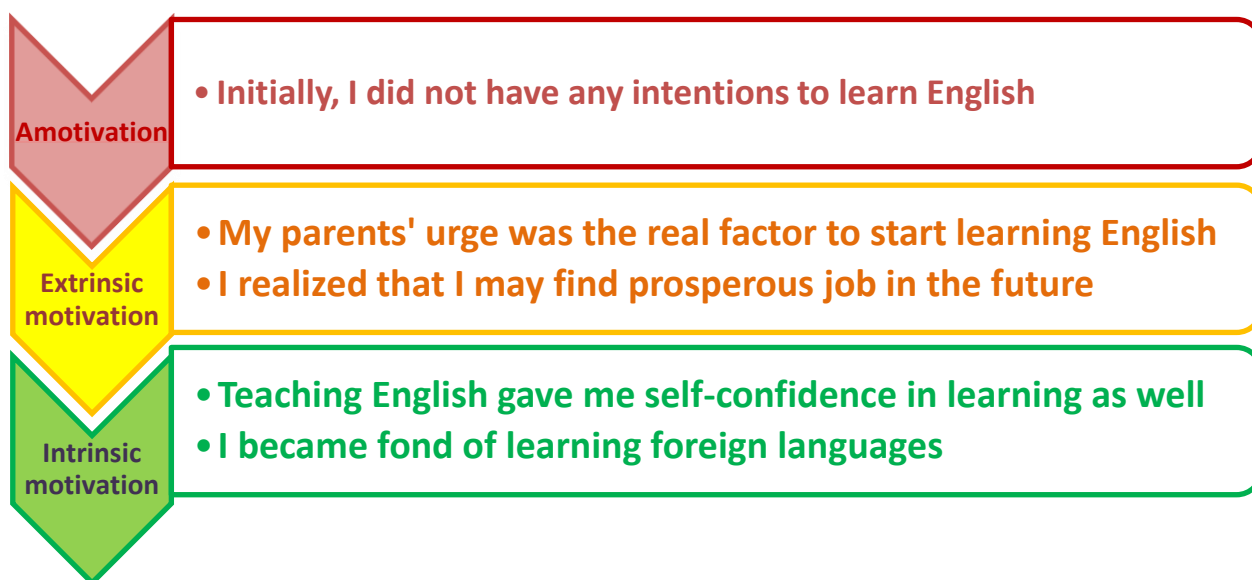 Amotivation
• Initially, I did not have any intentions to learn English
Extrinsic
motivation
• My parents' urge was the real factor to start learning English
• I realized that I may find prosperous job in the future
Intrinsic
motivation
• Teaching English gave me self-confidence in learning as well
• I became fond of learning foreign languages